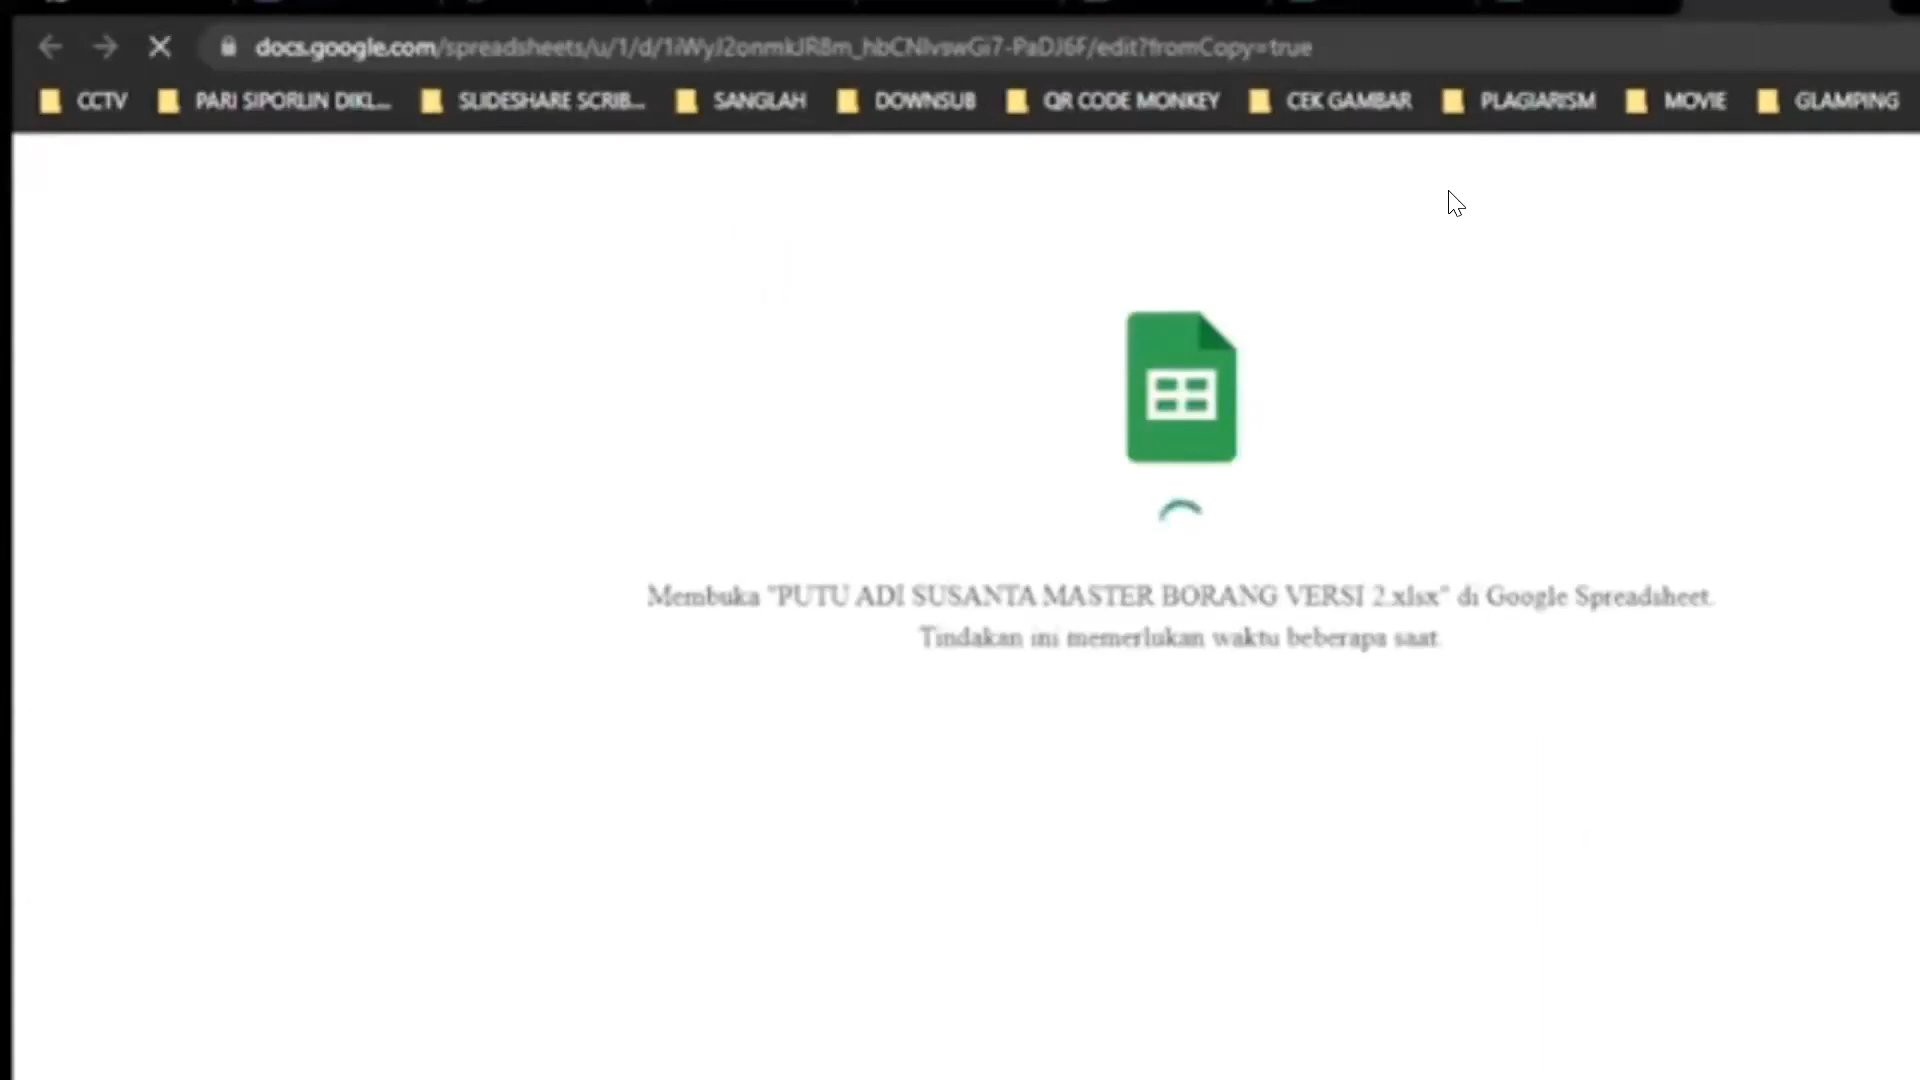 docs.google.com/spreadsheets/u/1/d/1iWyJ2onmkJR8m_hbCNlvswGi7-PaDJ6F/edit?fromCopy=true
CCTV PARI SIPORLIN DIKL... SLIDESHARE SCRIB... SANGLAH DOWNSUB QR CODE MONKEY CEK GAMBAR PLAGIARISM MOVIE GLAMPING
Membuka "PUTU ADI SUSANTA MASTER BORANG VERSI 2.xlsx" di Google Spreadsheet.
Tindakan ini memerlukan waktu beberapa saat